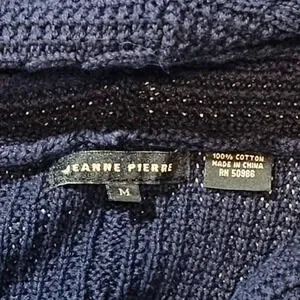 JEANNE PIERRE
M
100% COTTON
MADE IN CHINA
RN 50966